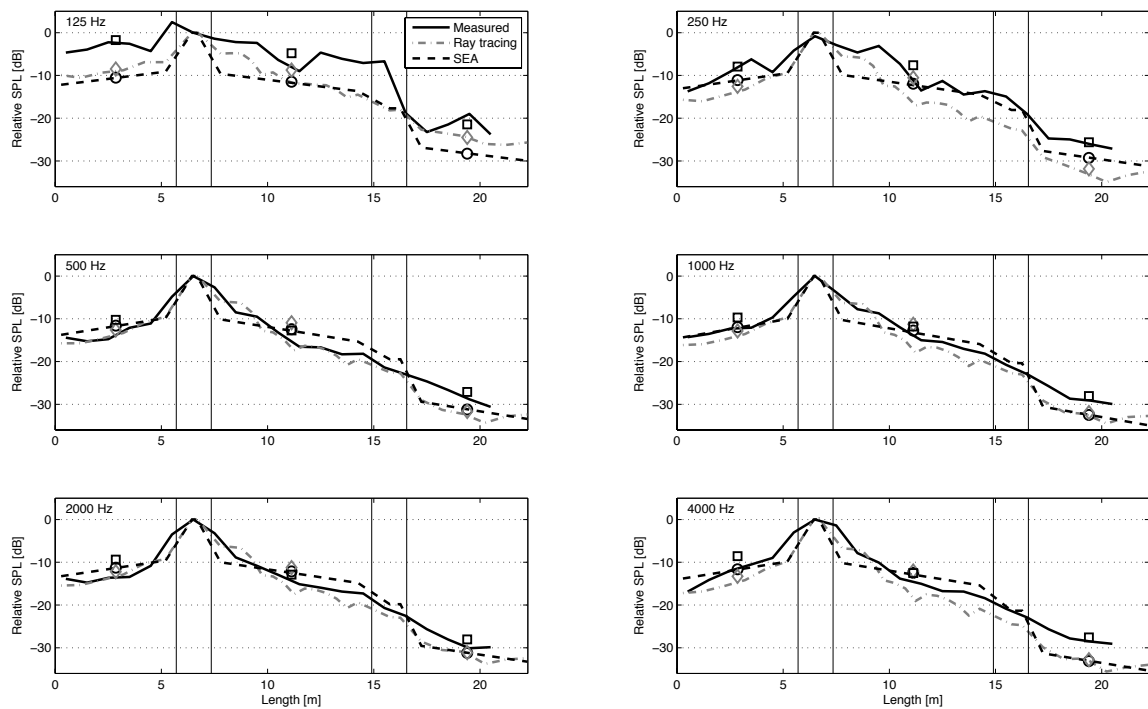 125 Hz
Measured
Ray tracing
SEA
Relative SPL [dB]
0
−10
−20
−30
0 5 10 15 20
250 Hz
Relative SPL [dB]
0
−10
−20
−30
0 5 10 15 20
500 Hz
Relative SPL [dB]
0
−10
−20
−30
0 5 10 15 20
1000 Hz
Relative SPL [dB]
0
−10
−20
−30
0 5 10 15 20
2000 Hz
Relative SPL [dB]
0
−10
−20
−30
0 5 10 15 20
Length [m]
4000 Hz
Relative SPL [dB]
0
−10
−20
−30
0 5 10 15 20
Length [m]